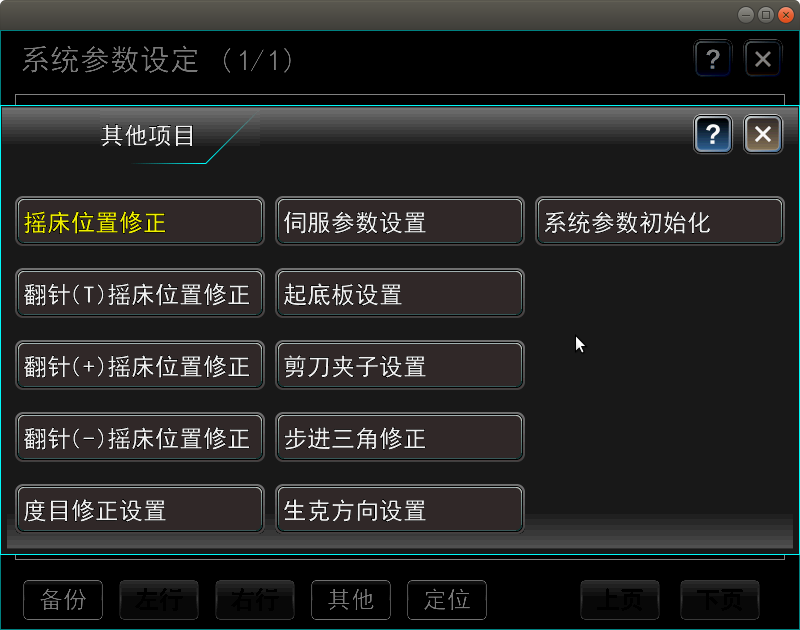 系统参数设定 (1/1)
其他项目
摇床位置修正 伺服参数设置 系统参数初始化
翻针(T)摇床位置修正 起底板设置
翻针(+)摇床位置修正 剪刀夹子设置
翻针(-)摇床位置修正 步进三角修正
度目修正设置 生克方向设置
备份 左行 右行 其他 定位 上页 下页